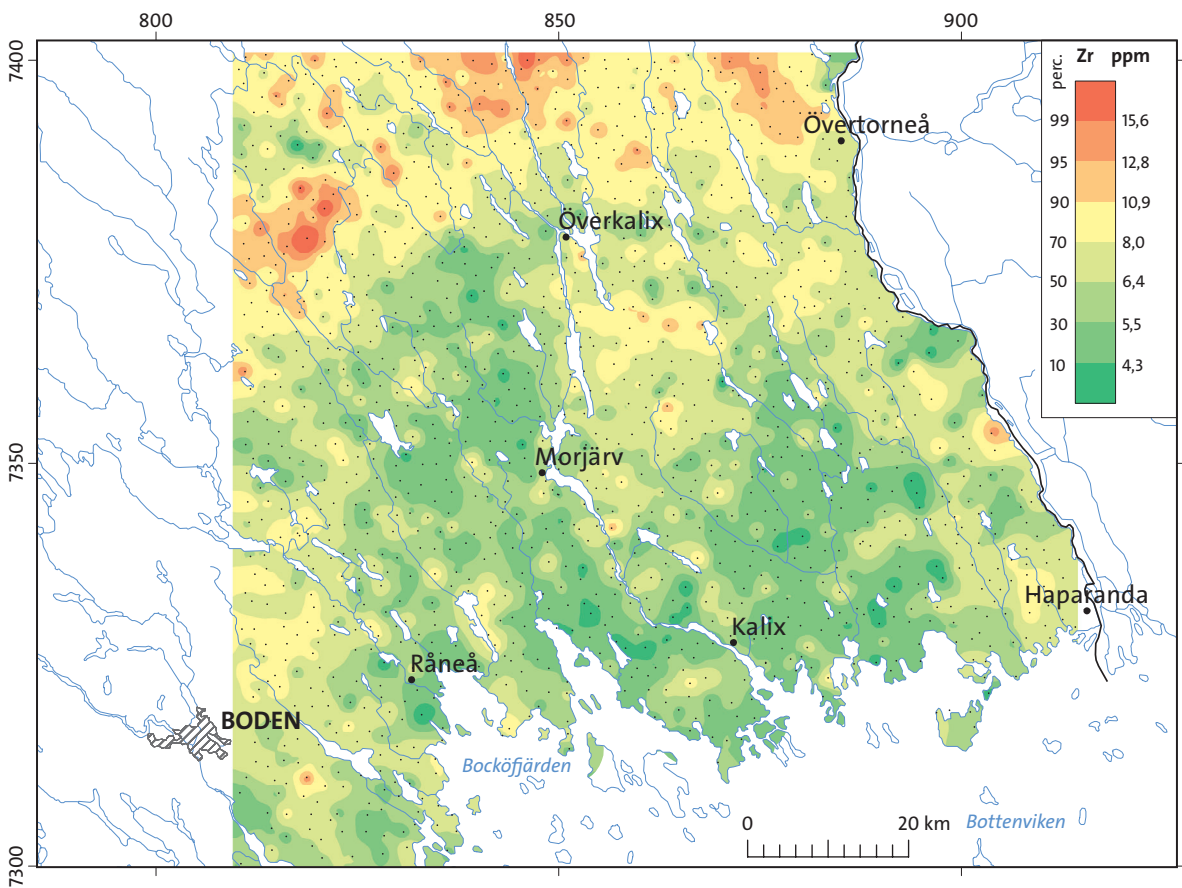 800 850 900
7400
perc. Zr ppm
99 15,6
95 12,8
90 10,9
70 8,0
50 6,4
30 5,5
10 4,3
Övertorneå
Överkalix
7350
Morjärv
Haparanda
Kalix
Råneå
BODEN
Bocköfjärden
0 20 km
Bottenviken
7300